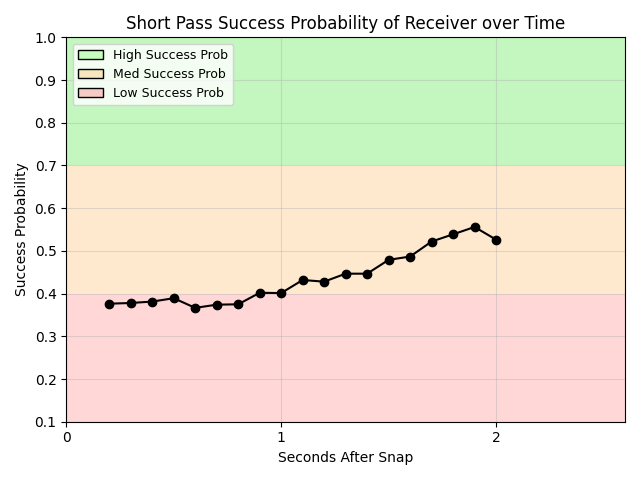 Short Pass Success Probability of Receiver over Time
High Success Prob
Med Success Prob
Low Success Prob
Success Probability
1.0
0.9
0.8
0.7
0.6
0.5
0.4
0.3
0.2
0.1
0
1
2
Seconds After Snap